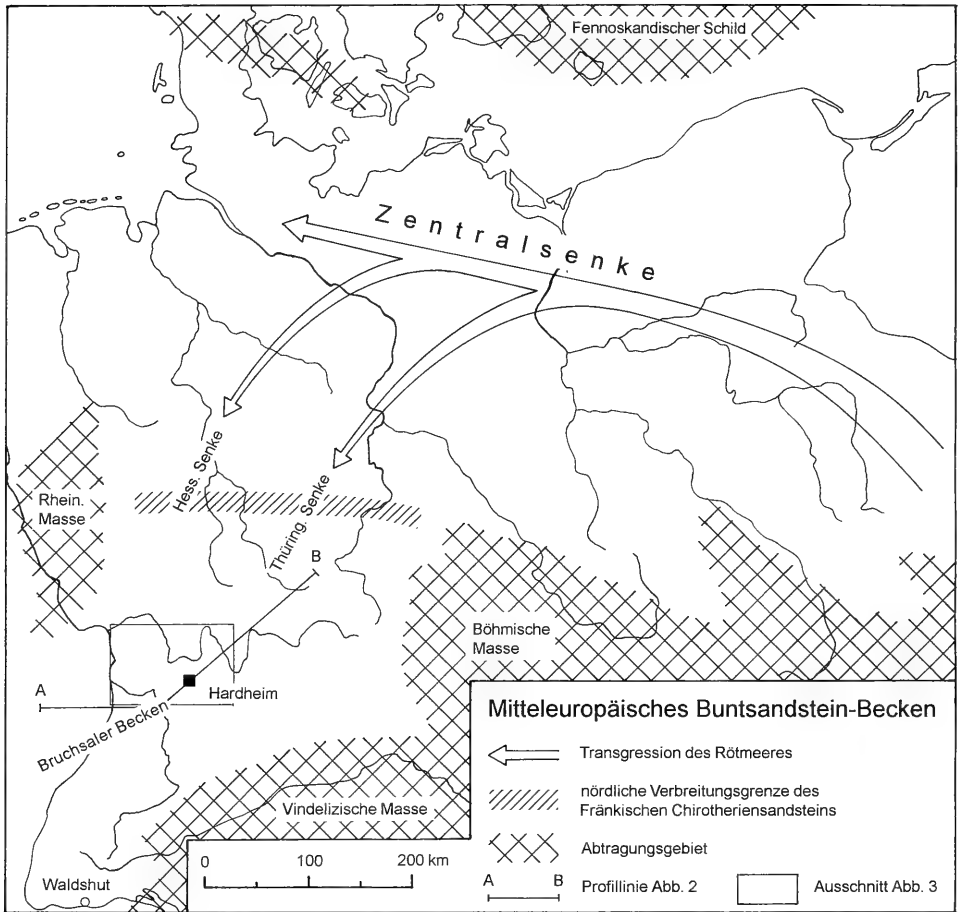 Fennoskandischer Schild
Zentralsenke
Hess. Senke
Thüring. Senke
Rhein.
Masse
B
Böhmische
Masse
A
Hardheim
Bruchsaler Becken
Vindelizische Masse
Waldshut
0 100 200 km
Mitteleuropäisches Buntsandstein-Becken
Transgression des Rötmeeres
nördliche Verbreitungsgrenze des
Fränkischen Chirotheriensandsteins
Abtragungsgebiet
A B Profillinie Abb. 2 Ausschnitt Abb. 3